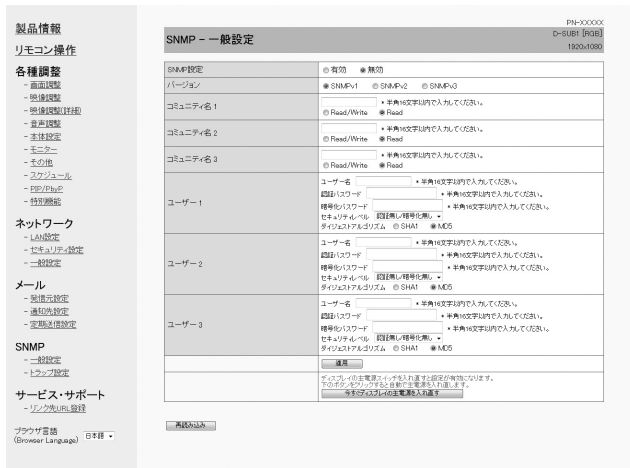 製品情報
リモコン操作
各種調整
- 画面調整
- 映像調整
- 映像調整(詳細)
- 音声調整
- 本体設定
- モニター
- その他
- スケジュール
- PIP/PbyP
- 特別機能
ネットワーク
- LAN設定
- セキュリティ設定
- 一般設定
メール
- 発信元設定
- 通知先設定
- 定期送信設定
SNMP
- 一般設定
- トラップ設定
サービス・サポート
- リンク先URL登録
ブラウザ言語
(Browser Language) 日本語
PN-XXXXX
SNMP - 一般設定 D-SUB1 [RGB]
1920x1080
SNMP設定 有効 無効
バージョン SNMPv1 SNMPv2 SNMPv3
コミュニティ名 1 * 半角16文字以内で入力してください。
Read/Write Read
コミュニティ名 2 * 半角16文字以内で入力してください。
Read/Write Read
コミュニティ名 3 * 半角16文字以内で入力してください。
Read/Write Read
ユーザー 1
ユーザー名 * 半角16文字以内で入力してください。
認証パスワード * 半角16文字以内で入力してください。
暗号化パスワード * 半角16文字以内で入力してください。
セキュリティレベル 認証無し/暗号化無し
ダイジェストアルゴリズム SHA1 MD5
ユーザー 2
ユーザー名 * 半角16文字以内で入力してください。
認証パスワード * 半角16文字以内で入力してください。
暗号化パスワード * 半角16文字以内で入力してください。
セキュリティレベル 認証無し/暗号化無し
ダイジェストアルゴリズム SHA1 MD5
ユーザー 3
ユーザー名 * 半角16文字以内で入力してください。
認証パスワード * 半角16文字以内で入力してください。
暗号化パスワード * 半角16文字以内で入力してください。
セキュリティレベル 認証無し/暗号化無し
ダイジェストアルゴリズム SHA1 MD5
適用
ディスプレイの主電源スイッチを入れ直すと設定が有効になります。
下のボタンをクリックすると自動で主電源を入れ直します。
今すぐディスプレイの主電源を入れ直す
再読み込み